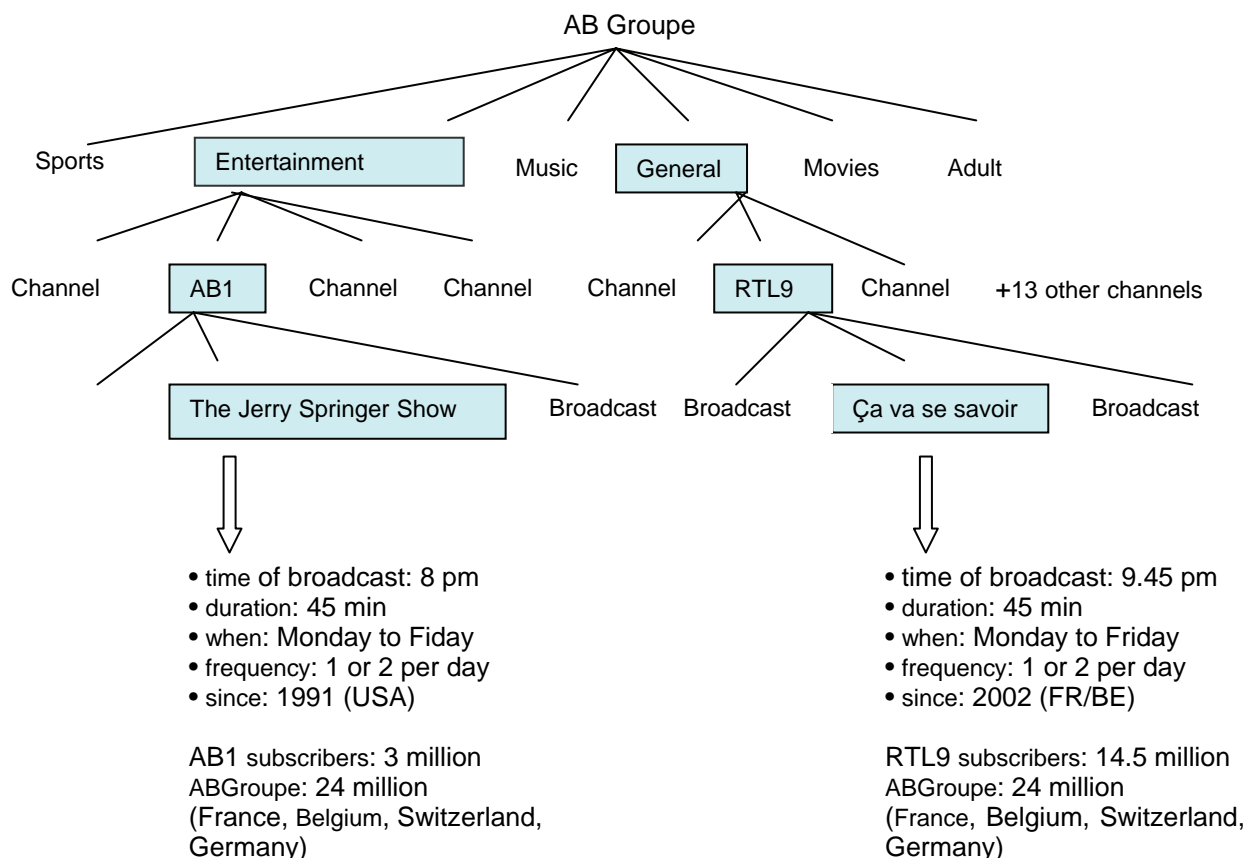 AB Groupe
Sports
Entertainment
Music
General
Movies
Adult
Channel
AB1
Channel
Channel
Channel
RTL9
Channel
+13 other channels
The Jerry Springer Show
Broadcast
Broadcast
Ça va se savoir
Broadcast
• time of broadcast: 8 pm
• duration: 45 min
• when: Monday to Fiday
• frequency: 1 or 2 per day
• since: 1991 (USA)
AB1 subscribers: 3 million
ABGroupe: 24 million
(France, Belgium, Switzerland,
Germany)
• time of broadcast: 9.45 pm
• duration: 45 min
• when: Monday to Friday
• frequency: 1 or 2 per day
• since: 2002 (FR/BE)
RTL9 subscribers: 14.5 million
ABGroupe: 24 million
(France, Belgium, Switzerland,
Germany)